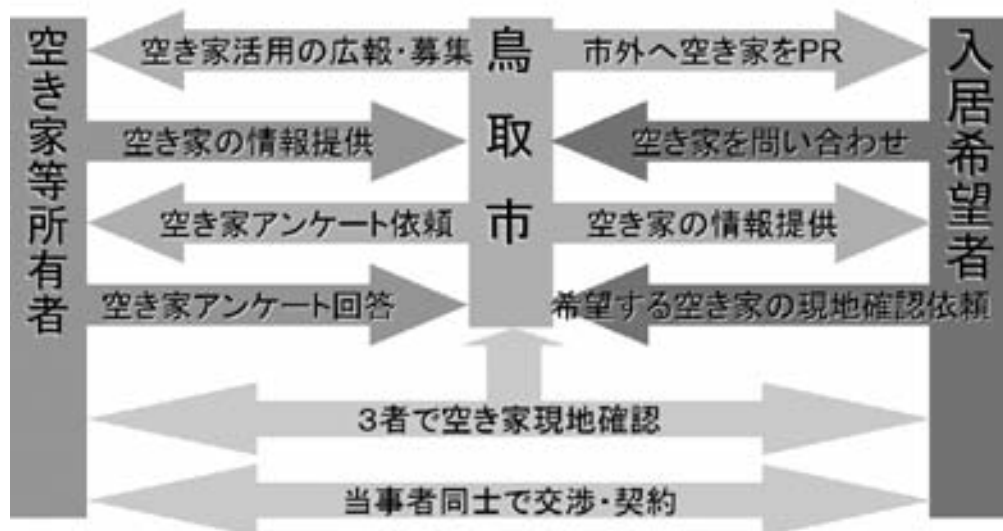 空き家等所有者
鳥取市
入居希望者
空き家活用の広報・募集
市外へ空き家をPR
空き家の情報提供
空き家を問い合わせ
空き家アンケート依頼
空き家の情報提供
空き家アンケート回答
希望する空き家の現地確認依頼
3者で空き家現地確認
当事者同士で交渉・契約